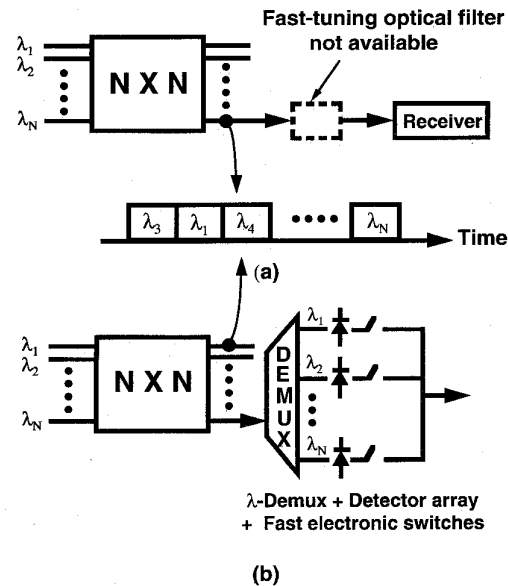 Fast-tuning optical filter
not available
λ1
λ2
λN
N X N
Receiver
λ3 λ1 λ4 λN
Time
(a)
λ1
λ2
λN
N X N
DEMUX
λ1
λ2
λN
λ-Demux + Detector array
+ Fast electronic switches
(b)